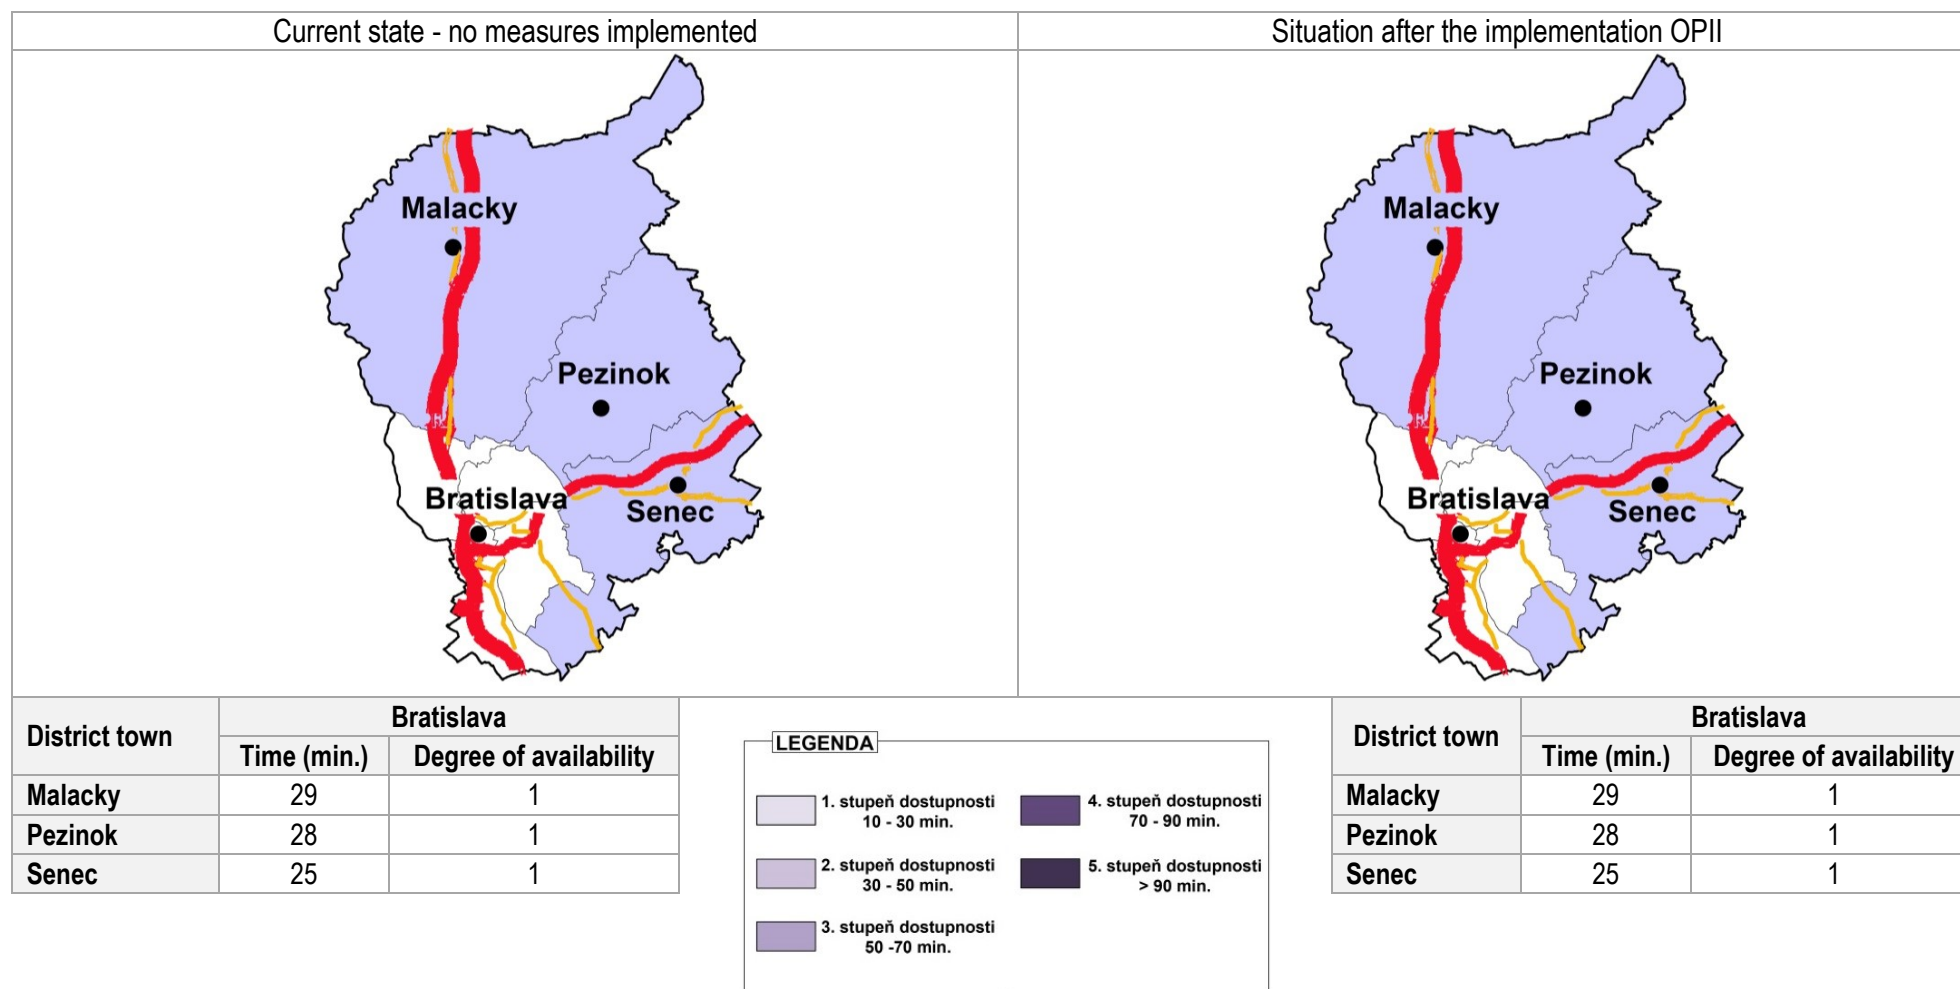 Current state - no measures implemented
Situation after the implementation OPII
Malacky
Pezinok
Bratislava
Senec
Malacky
Pezinok
Bratislava
Senec
District town
Bratislava
Time (min.) Degree of availability
Malacky 29 1
Pezinok 28 1
Senec 25 1
LEGENDA
1. stupeň dostupnosti
10 - 30 min.
2. stupeň dostupnosti
30 - 50 min.
3. stupeň dostupnosti
50 -70 min.
4. stupeň dostupnosti
70 - 90 min.
5. stupeň dostupnosti
> 90 min.
District town
Bratislava
Time (min.) Degree of availability
Malacky 29 1
Pezinok 28 1
Senec 25 1